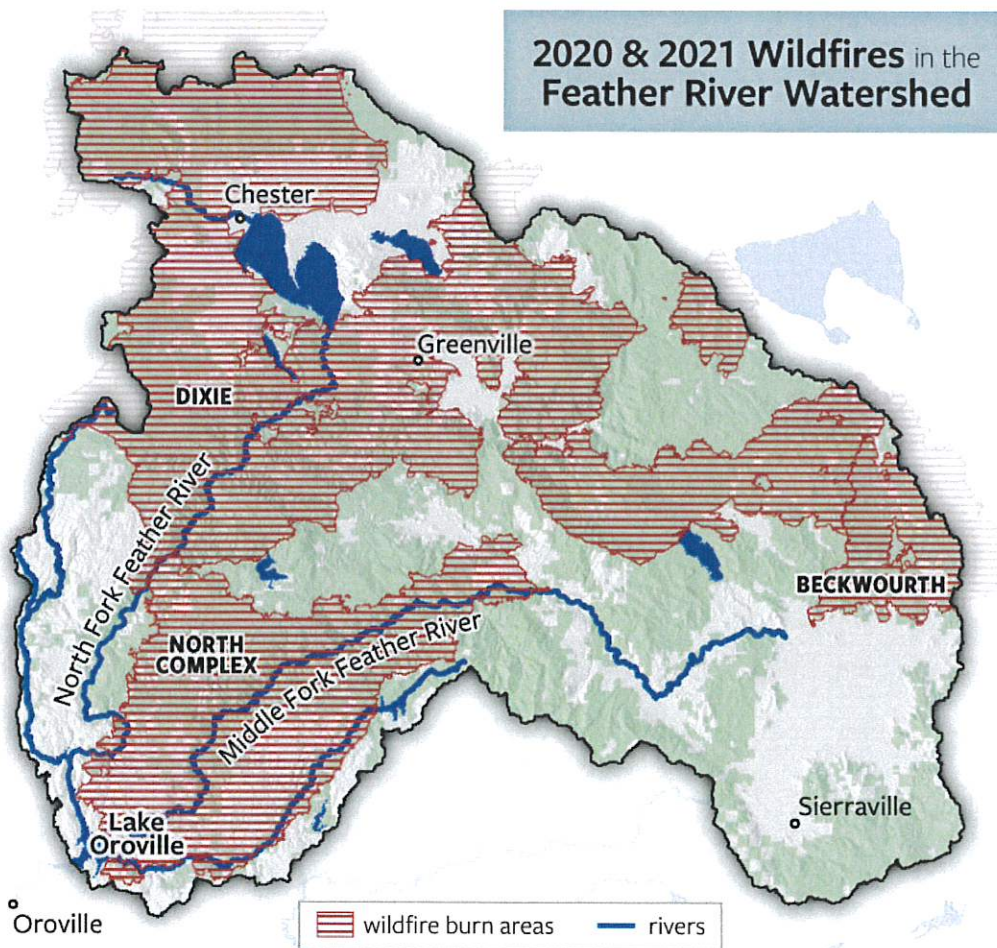 2020 & 2021 Wildfires in the
Feather River Watershed
Chester
Greenville
DIXIE
North Fork Feather River
BECKWOURTH
NORTH
COMPLEX
Middle Fork Feather River
Sierraville
Lake
Oroville
Oroville
wildfire burn areas
rivers